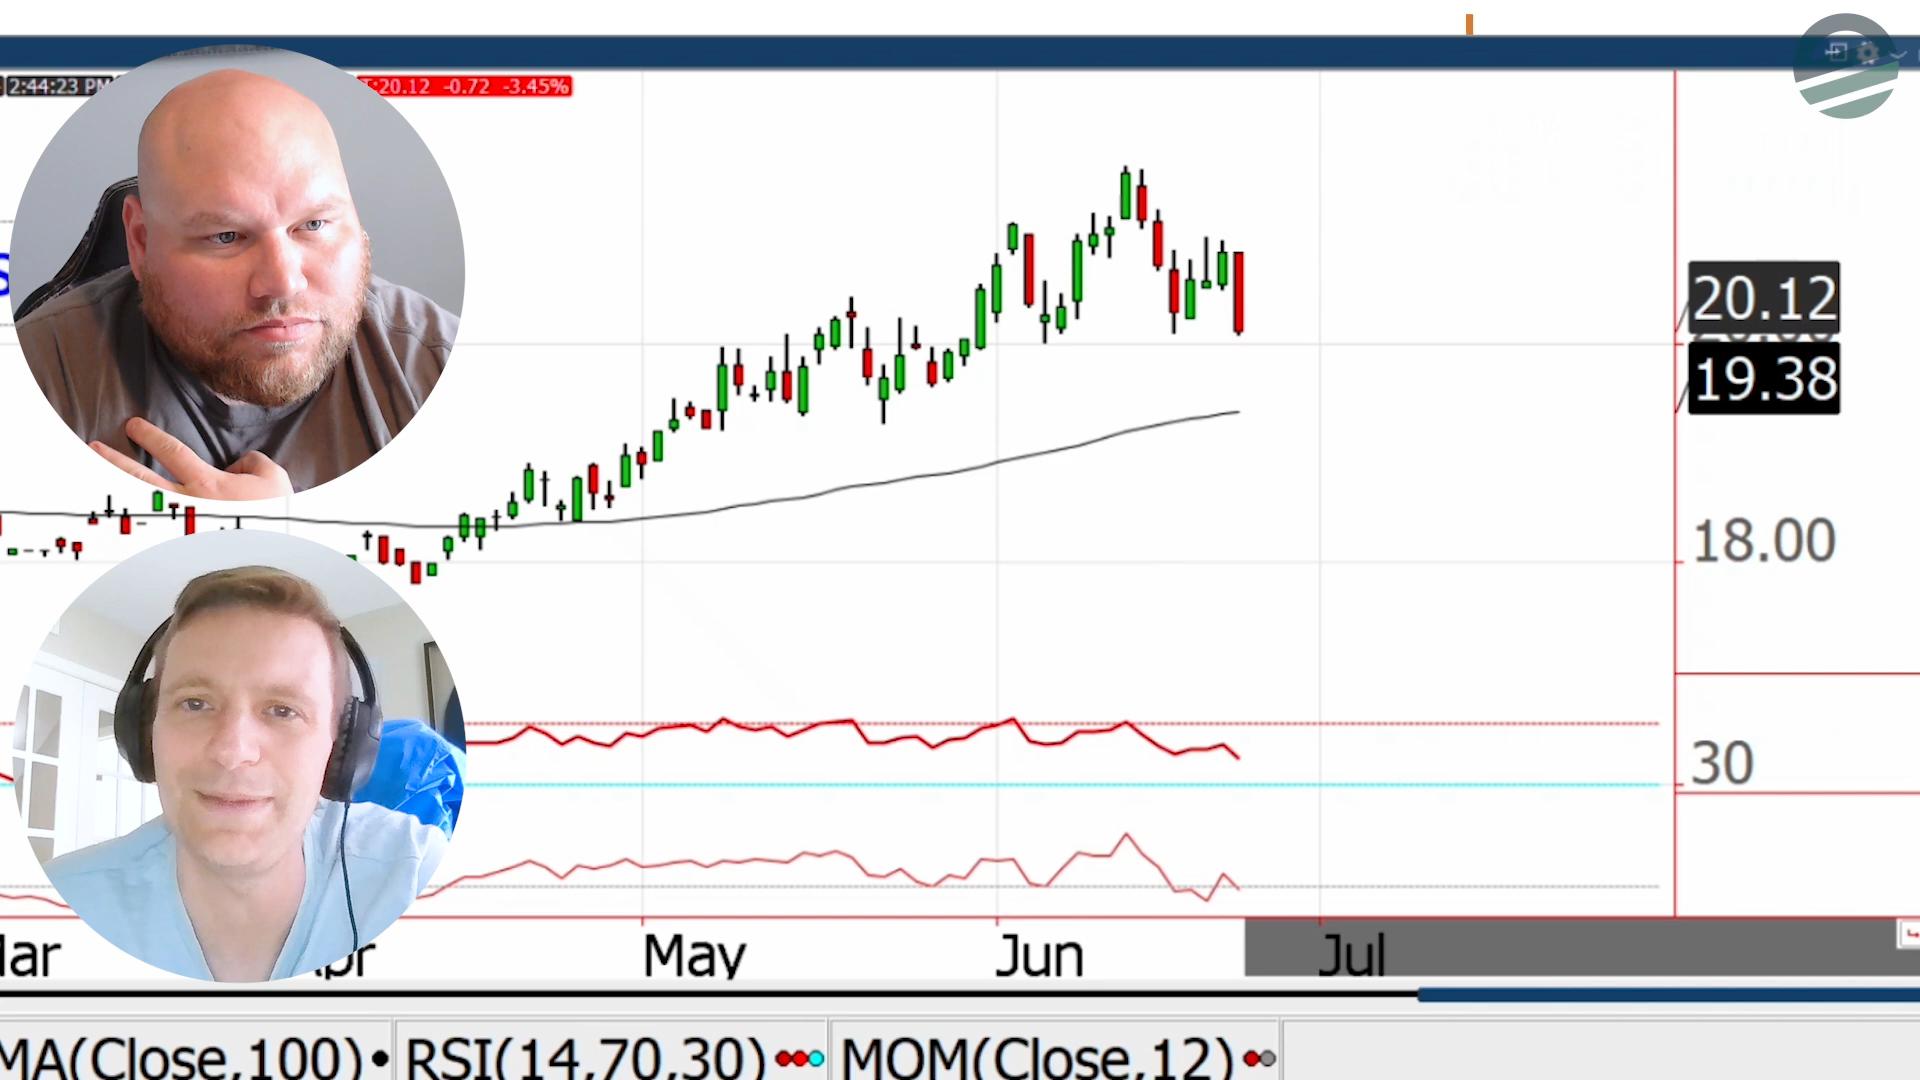 2:44:23 PM
:20.12 -0.72 -3.45%
20.12
19.38
18.00
30
May Jun Jul
MA(Close,100) RSI(14,70,30) MOM(Close,12)